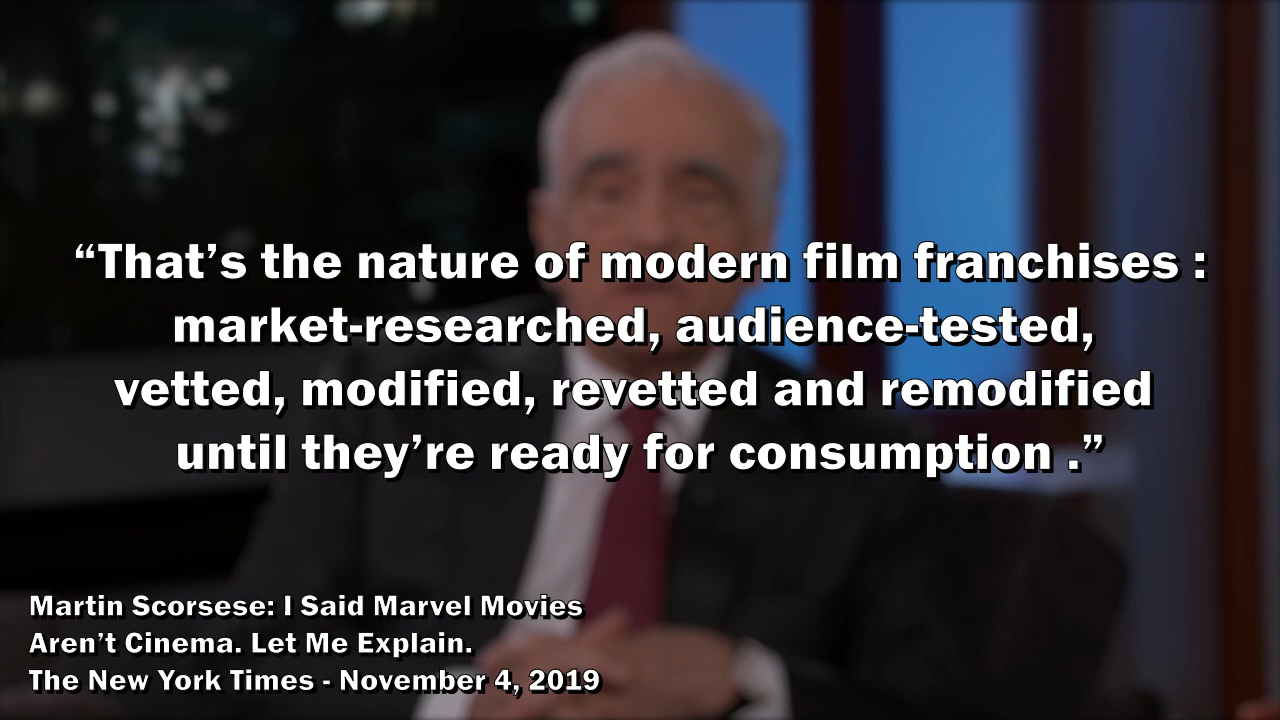 “That’s the nature of modern film franchises :
market-researched, audience-tested,
vetted, modified, revetted and remodified
until they’re ready for consumption .”
Martin Scorsese: I Said Marvel Movies
Aren’t Cinema. Let Me Explain.
The New York Times - November 4, 2019